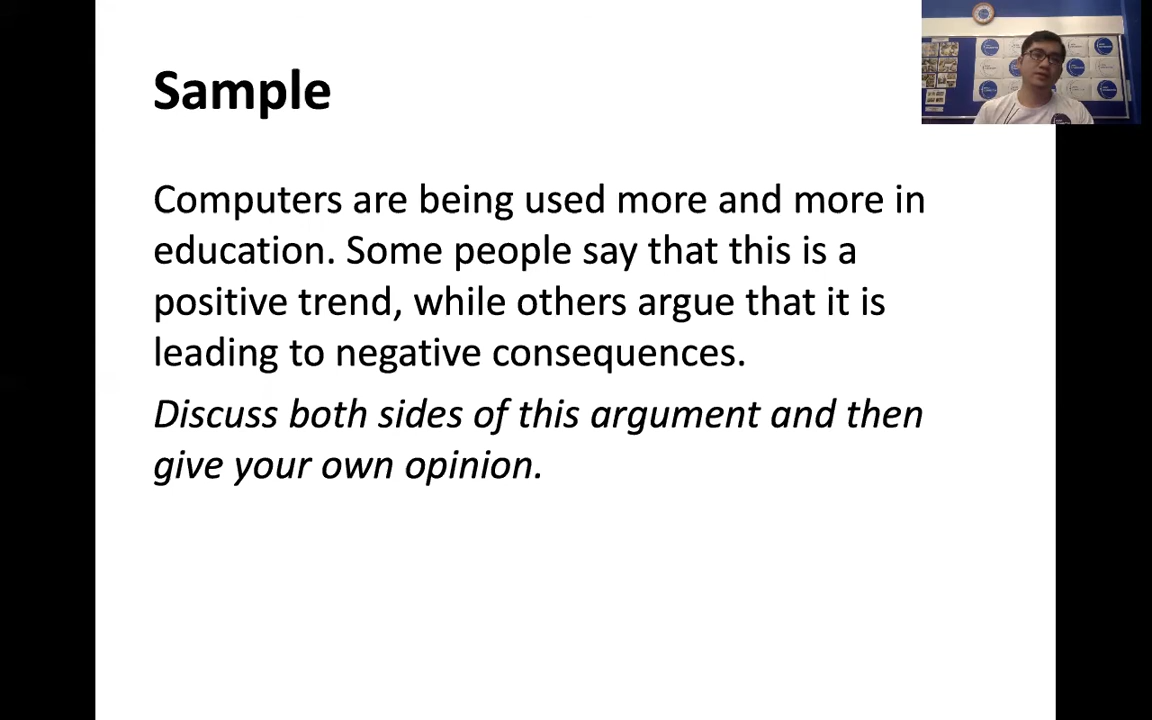 Sample
Computers are being used more and more in
education. Some people say that this is a
positive trend, while others argue that it is
leading to negative consequences.
Discuss both sides of this argument and then
give your own opinion.